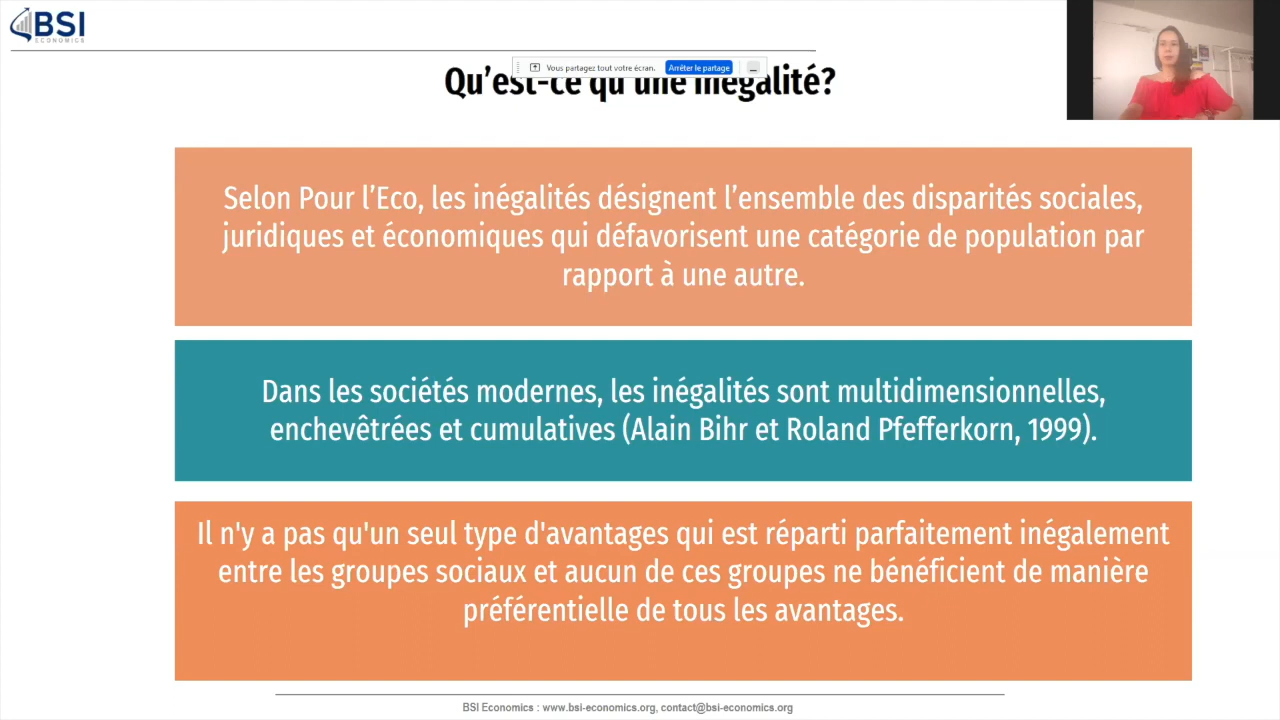 BSI
ECONOMICS
Vous partagez tout votre écran. Arrêter le partage
Qu’est-ce qu’une inégalité?
Selon Pour l’Eco, les inégalités désignent l’ensemble des disparités sociales,
juridiques et économiques qui défavorisent une catégorie de population par
rapport à une autre.
Dans les sociétés modernes, les inégalités sont multidimensionnelles,
enchevêtrées et cumulatives (Alain Bihr et Roland Pfefferkorn, 1999).
Il n'y a pas qu'un seul type d'avantages qui est réparti parfaitement inégalement
entre les groupes sociaux et aucun de ces groupes ne bénéficient de manière
préférentielle de tous les avantages.
BSI Economics : www.bsi-economics.org, contact@bsi-economics.org